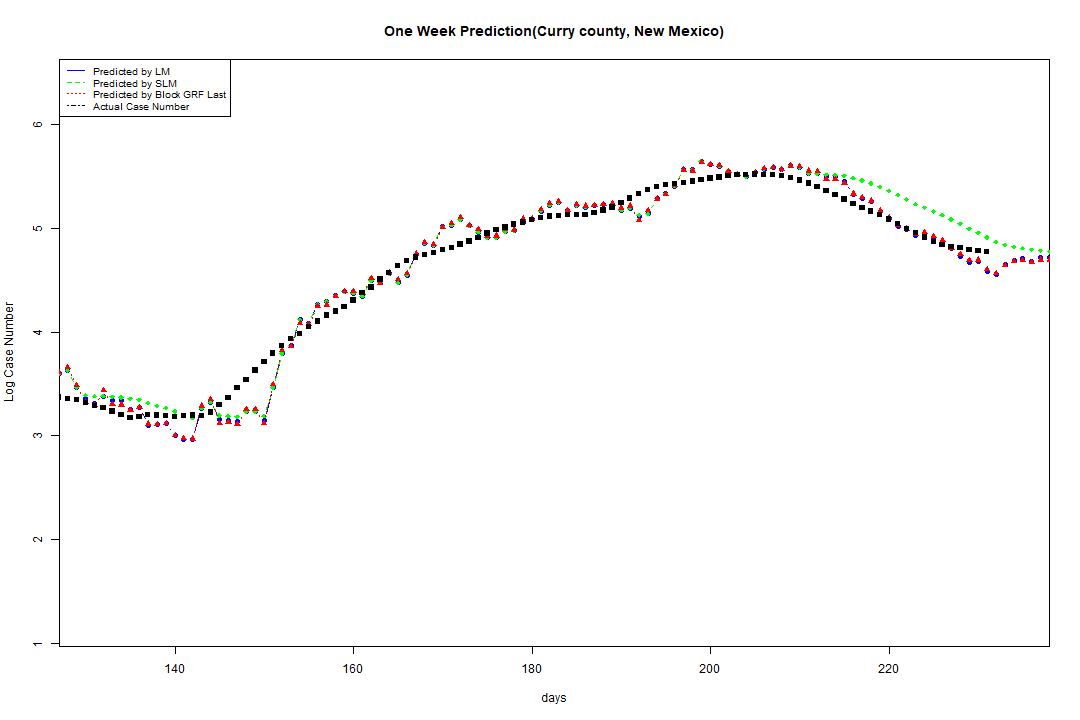 One Week Prediction(Curry county, New Mexico)
Predicted by LM
Predicted by SLM
Predicted by Block GRF Last
Actual Case Number
6
5
4
3
2
1
Log Case Number
140 160 180 200 220
days